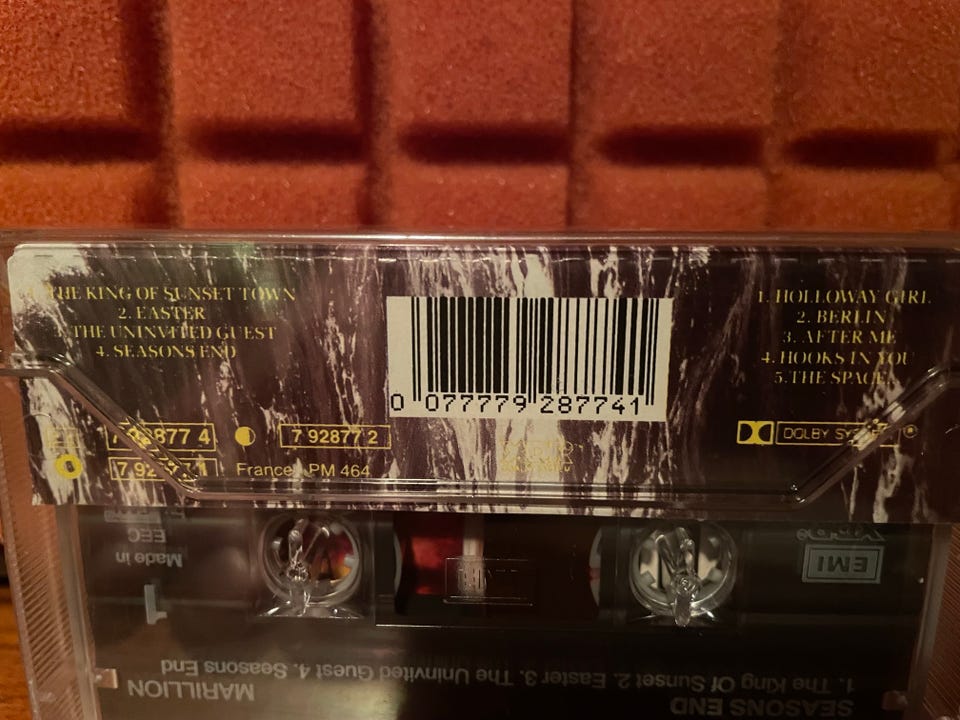 THE KING OF SUNSET TOWN
2. EASTER
THE UNINVITED GUEST
4. SEASONS END
1. HOLLOWAY GIRL
2. BERLIN
3. AFTER ME
4. HOOKS IN YOU
5. THE SPACE
0 077779 287741
877 4
7 92877 2
France: PM 464
DOLBY
EMI
Made in
EEC
1
1. The King Of Sunset 2. Easter 3. The Uninvited Guest 4. Seasons End
SEASONS END
MARILLION